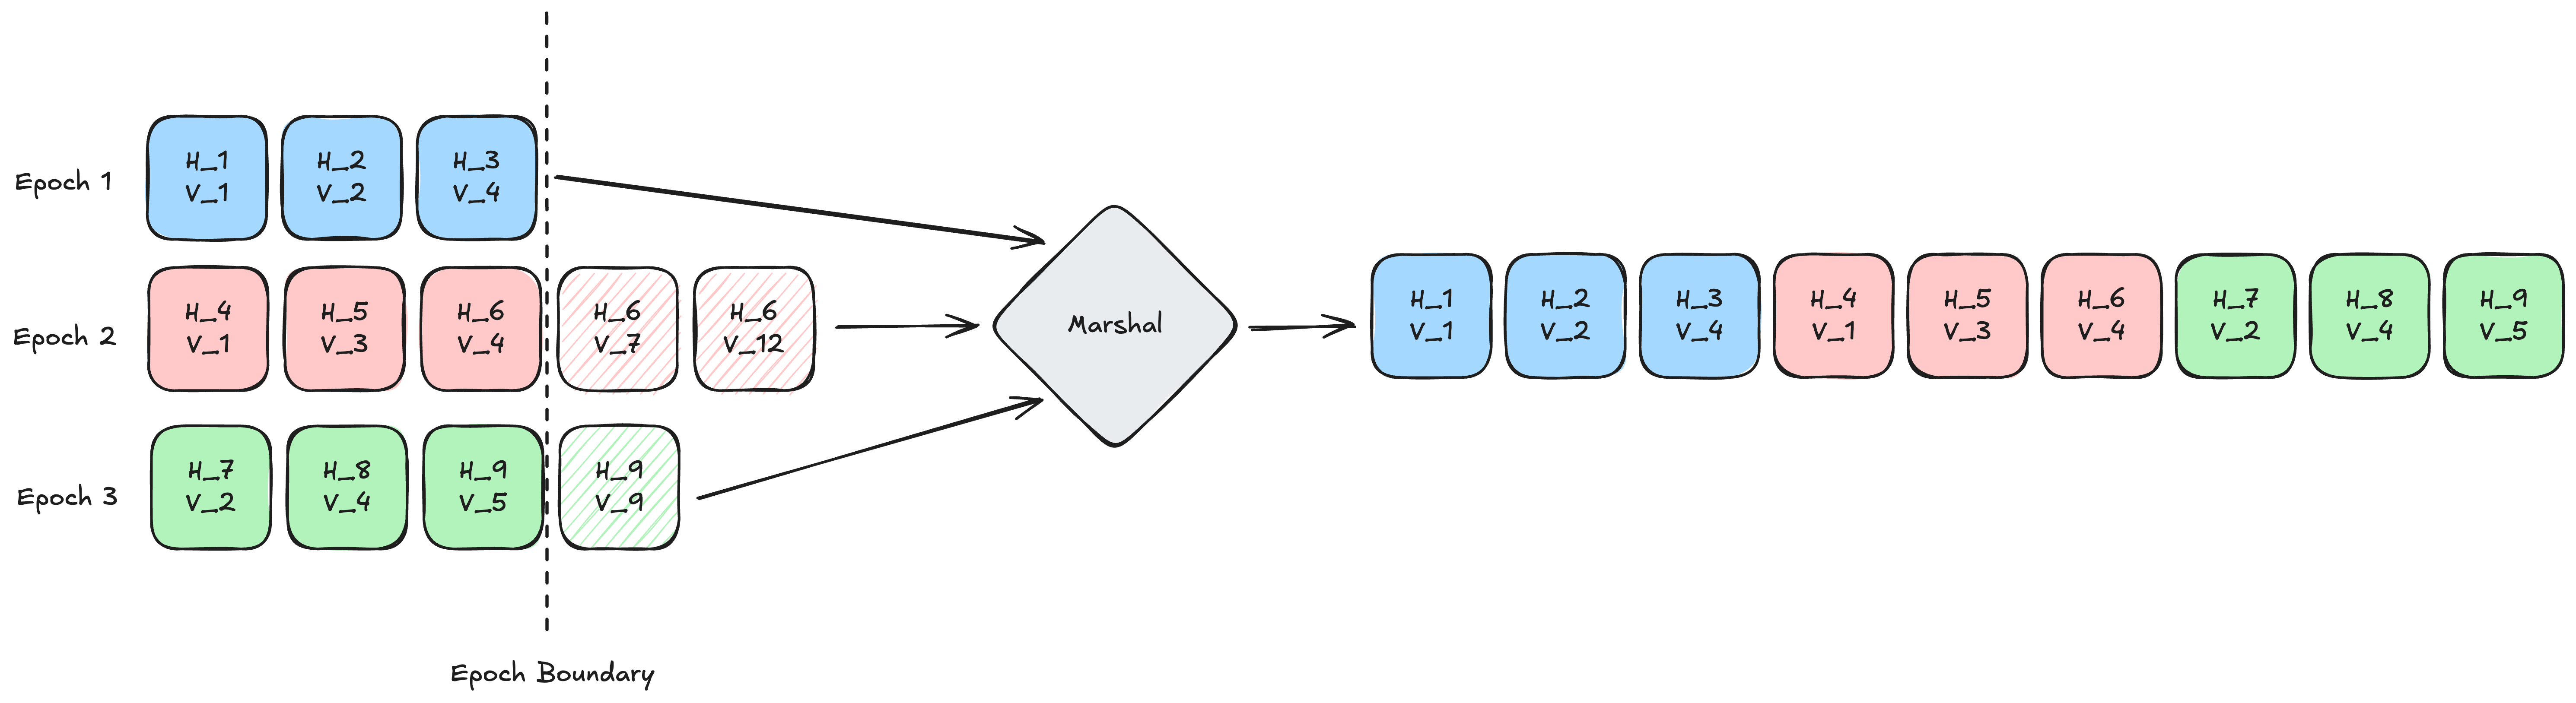 Epoch 1
H_1
V_1
H_2
V_2
H_3
V_4
Epoch 2
H_4
V_1
H_5
V_3
H_6
V_4
H_6
V_7
H_6
V_12
Epoch 3
H_7
V_2
H_8
V_4
H_9
V_5
H_9
V_9
Epoch Boundary
Marshal
H_1
V_1
H_2
V_2
H_3
V_4
H_4
V_1
H_5
V_3
H_6
V_4
H_7
V_2
H_8
V_4
H_9
V_5